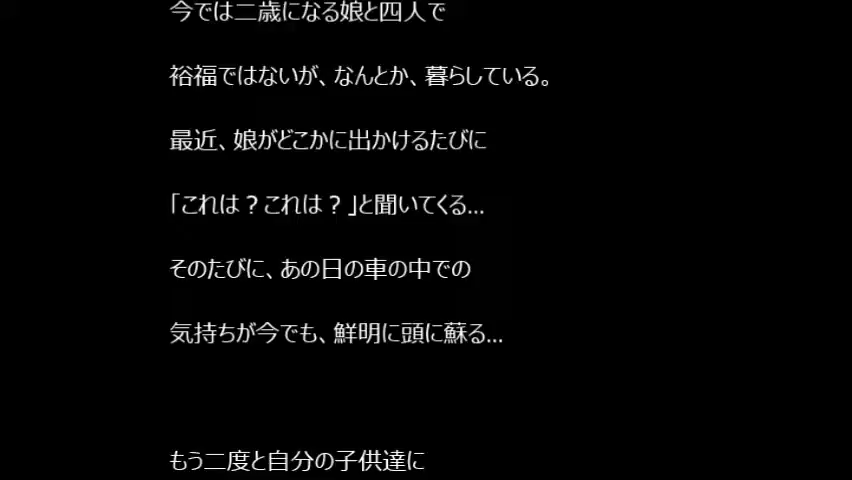 今では二歳になる娘と四人で
裕福ではないが、なんとか、暮らしている。
最近、娘がどこかに出かけるたびに
「これは？これは？」と聞いてくる...
そのたびに、あの日の車の中での
気持ちが今でも、鮮明に頭に蘇る...
もう二度と自分の子供達に